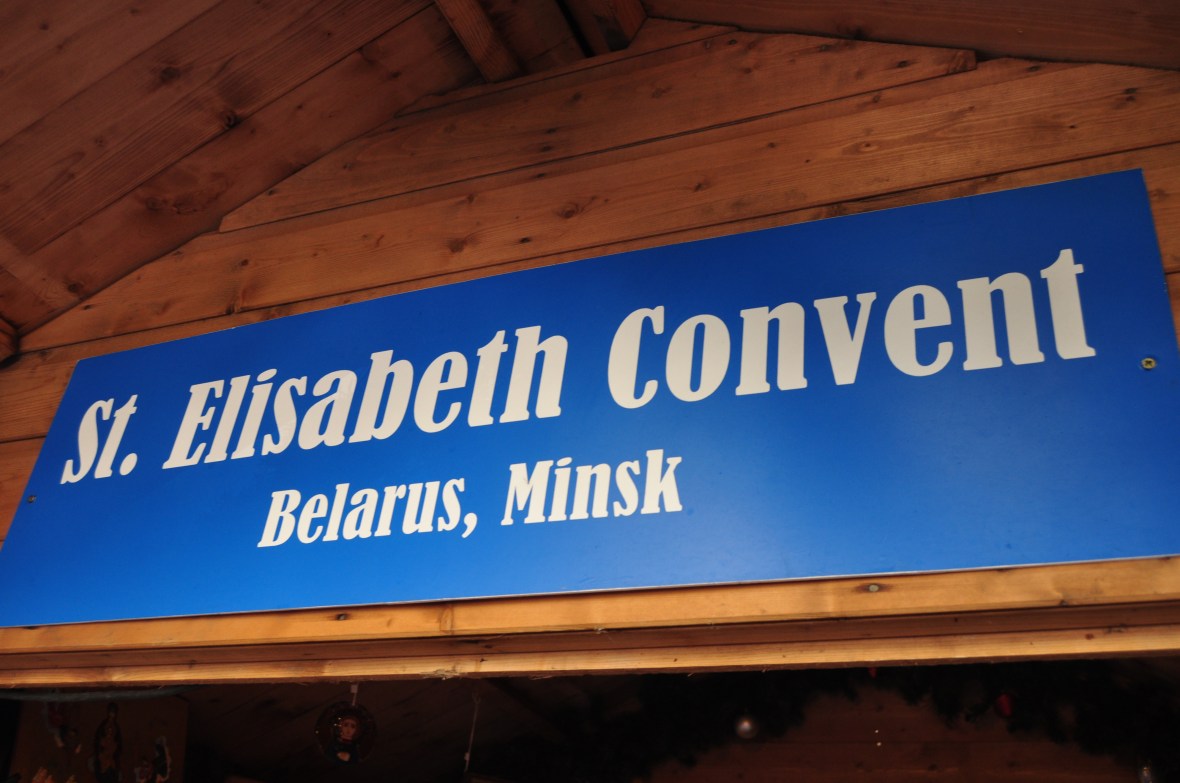 St. Elisabeth Convent
Belarus, Minsk